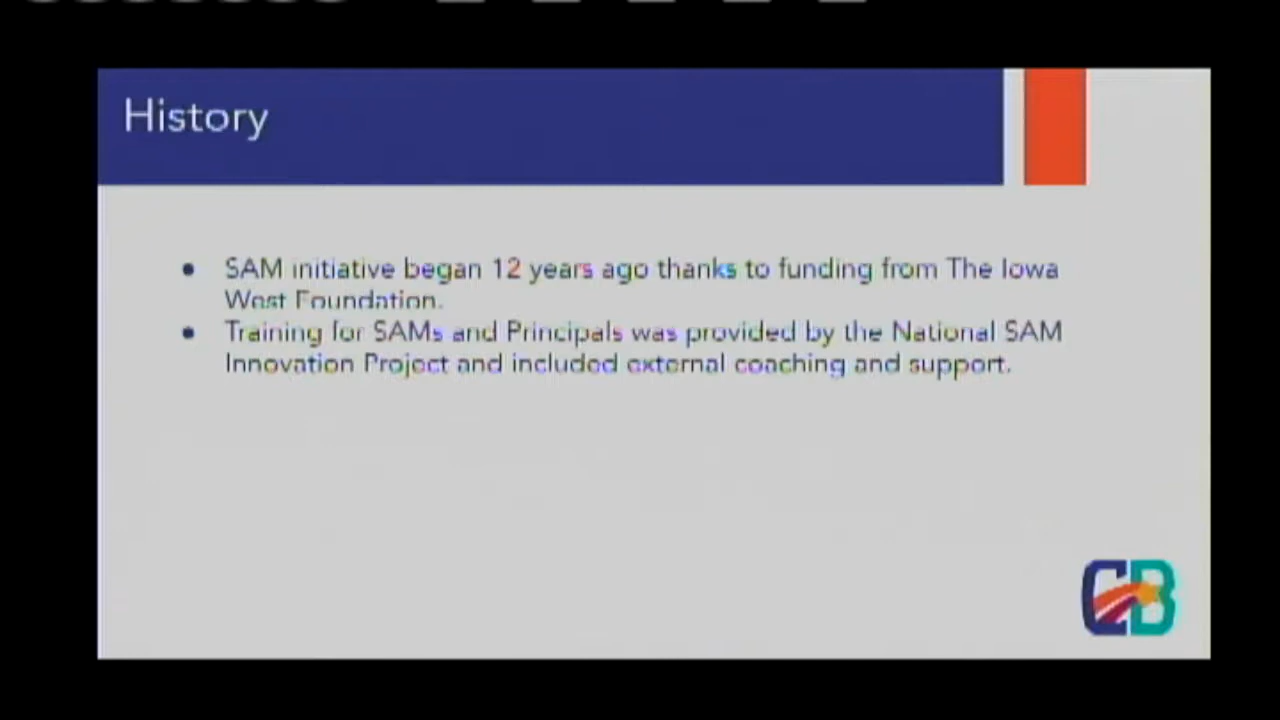 History
• SAM initiative began 12 years ago thanks to funding from The Iowa
West Foundation.
• Training for SAMs and Principals was provided by the National SAM
Innovation Project and included external coaching and support.
CB